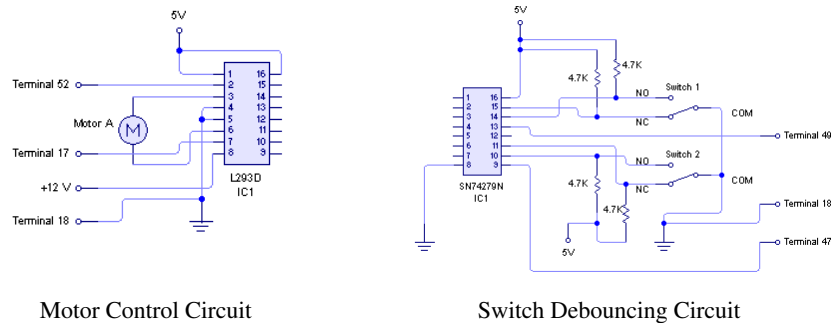 5V
1 16
2 15
3 14
4 13
5 12
6 11
7 10
8 9
L293D
IC1
Terminal 52
Motor A
M
Terminal 17
+12 V
Terminal 18
Motor Control Circuit
5V
4.7K
4.7K
1 16
2 15
3 14
4 13
5 12
6 11
7 10
8 9
SN74279N
IC1
NO
Switch 1
COM
NC
Terminal 49
NO
Switch 2
COM
NC
4.7K
4.7K
5V
Terminal 18
Terminal 47
Switch Debouncing Circuit